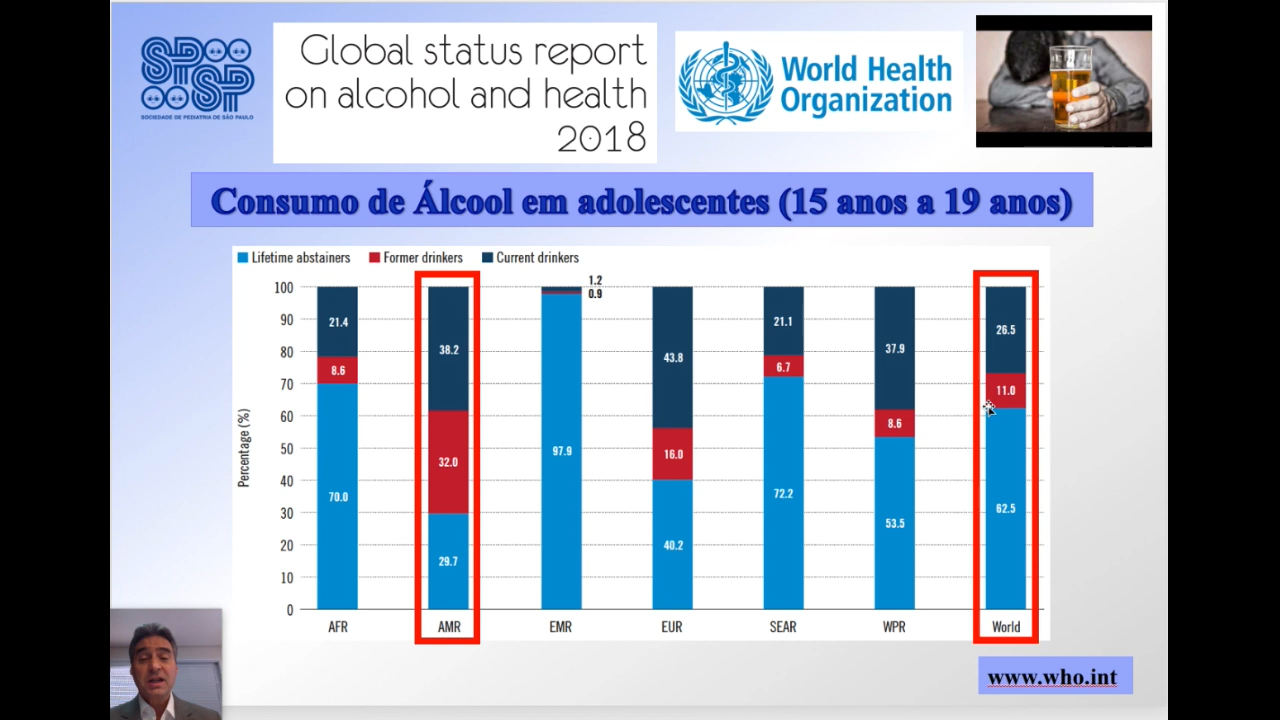 SP
SP
SOCIEDADE DE PEDIATRIA DE SÃO PAULO
Global status report
on alcohol and health
2018
World Health
Organization
Consumo de Álcool em adolescentes (15 anos a 19 anos)
Lifetime abstainers Former drinkers Current drinkers
Percentage (%)
100
90
80
70
60
50
40
30
20
10
0
21.4
8.6
70.0
38.2
32.0
29.7
1.2
0.9
97.9
43.8
16.0
40.2
21.1
6.7
72.2
37.9
8.6
53.5
26.5
11.0
62.5
AFR AMR EMR EUR SEAR WPR World
www.who.int